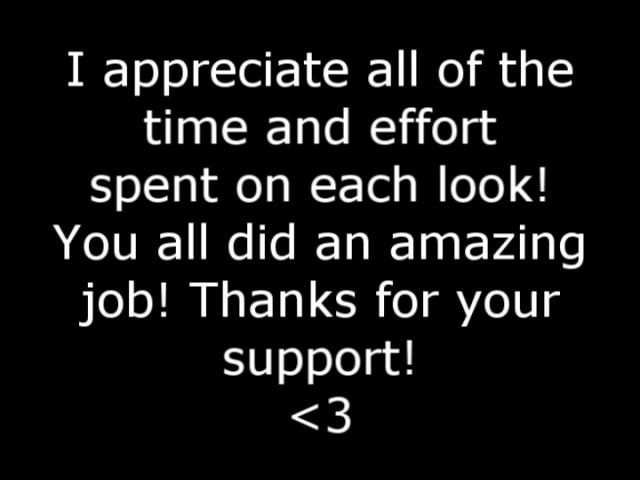 I appreciate all of the
time and effort
spent on each look!
You all did an amazing
job! Thanks for your
support!
<3